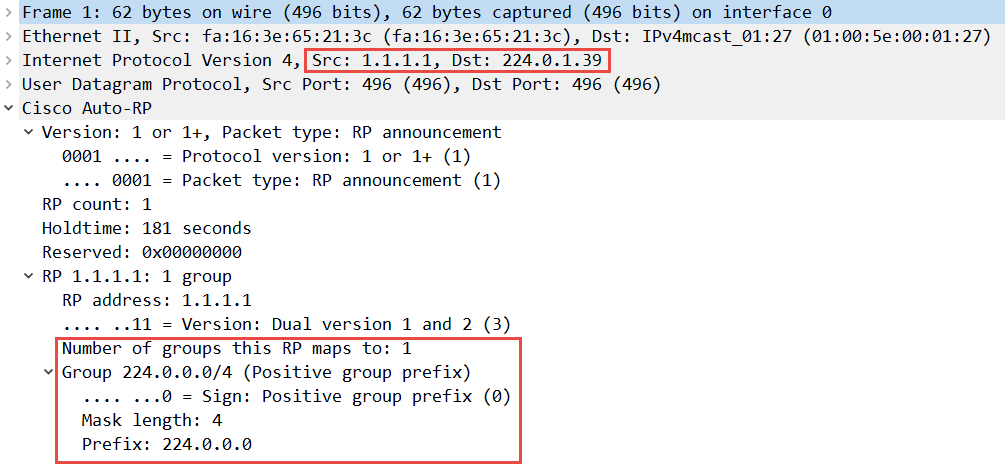 Frame 1: 62 bytes on wire (496 bits), 62 bytes captured (496 bits) on interface 0
Ethernet II, Src: fa:16:3e:65:21:3c (fa:16:3e:65:21:3c), Dst: IPv4mcast_01:27 (01:00:5e:00:01:27)
Internet Protocol Version 4, Src: 1.1.1.1, Dst: 224.0.1.39
User Datagram Protocol, Src Port: 496 (496), Dst Port: 496 (496)
Cisco Auto-RP
Version: 1 or 1+, Packet type: RP announcement
0001 .... = Protocol version: 1 or 1+ (1)
.... 0001 = Packet type: RP announcement (1)
RP count: 1
Holdtime: 181 seconds
Reserved: 0x00000000
RP 1.1.1.1: 1 group
RP address: 1.1.1.1
.... ..11 = Version: Dual version 1 and 2 (3)
Number of groups this RP maps to: 1
Group 224.0.0.0/4 (Positive group prefix)
.... ...0 = Sign: Positive group prefix (0)
Mask length: 4
Prefix: 224.0.0.0